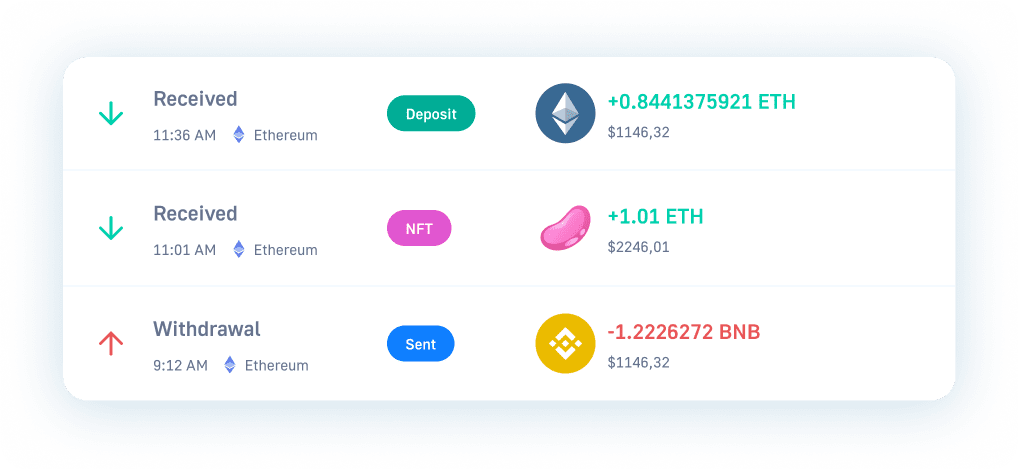 Received
11:36 AM Ethereum
Deposit
+0.8441375921 ETH
$1146,32
Received
11:01 AM Ethereum
NFT
+1.01 ETH
$2246,01
Withdrawal
9:12 AM Ethereum
Sent
-1.2226272 BNB
$1146,32